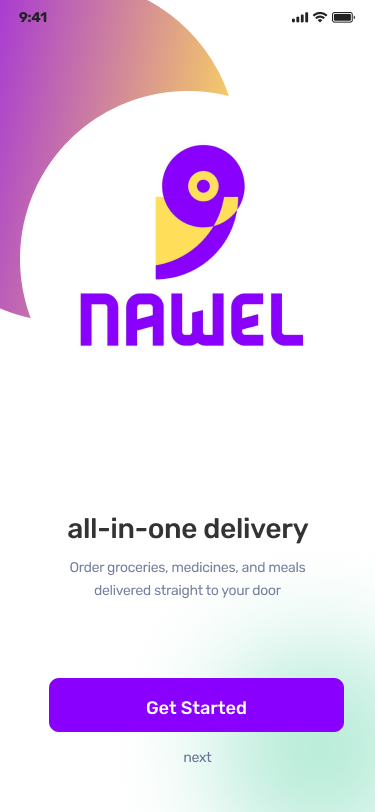 9:41
NAWEL
all-in-one delivery
Order groceries, medicines, and meals
delivered straight to your door
Get Started
next